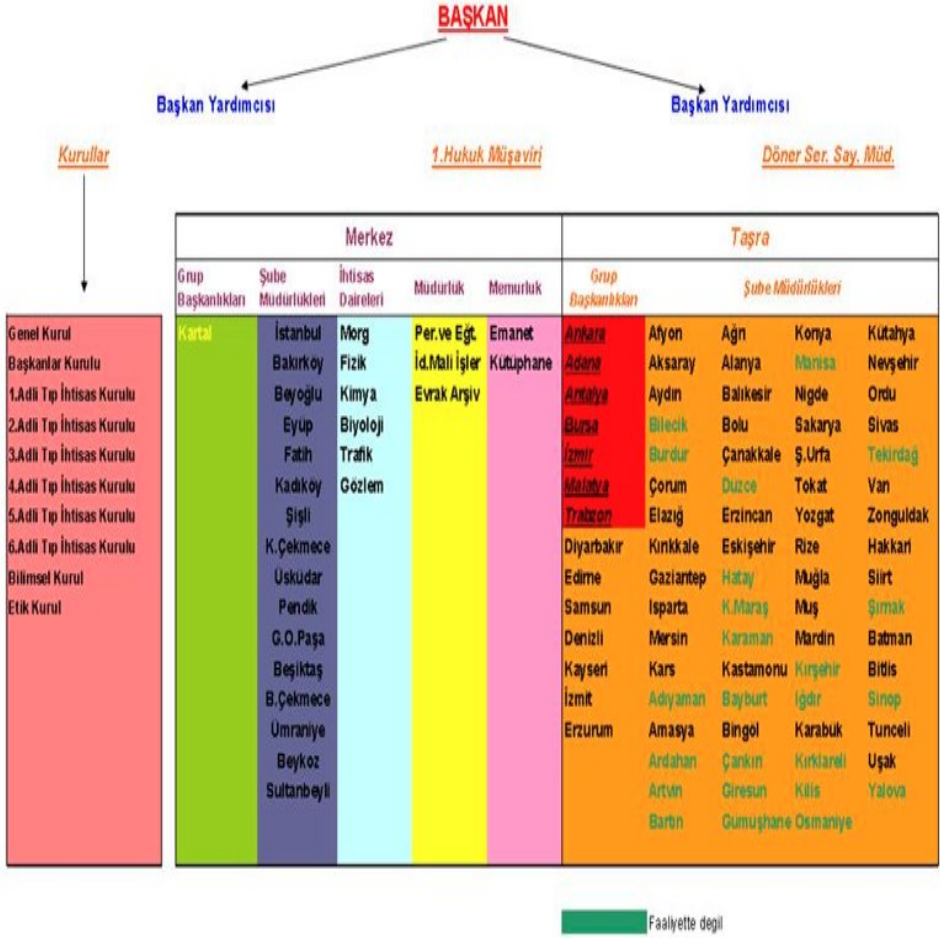 BAŞKAN
Başkan Yardımcısı Başkan Yardımcısı
Kurullar 1.Hukuk Müşaviri Döner Ser. Say. Müd.
Merkez Taşra
Grup Başkanlıkları Şube Müdürlükleri İhtisas Daireleri Müdürlük Memurluk Grup Başkanlıkları Şube Müdürlükleri
Genel Kurul Kartal İstanbul Morg Per.ve Eğt. Emanet Ankara Afyon Ağrı Konya Kütahya
Başkanlar Kurulu Bakırköy Fizik İd.Mali İşler Kütüphane Adana Aksaray Alanya Manisa Nevşehir
1.Adli Tıp İhtisas Kurulu Beyoğlu Kimya Evrak Arşiv Antalya Aydın Balıkesir Nigde Ordu
2.Adli Tıp İhtisas Kurulu Eyüp Biyoloji Bursa Bilecik Bolu Sakarya Sivas
3.Adli Tıp İhtisas Kurulu Fatih Trafik İzmir Burdur Çanakkale Ş.Urfa Tekirdağ
4.Adli Tıp İhtisas Kurulu Kadıköy Gözlem Malatya Çorum Duzce Tokat Van
5.Adli Tıp İhtisas Kurulu Şişli Trabzon Elazığ Erzincan Yozgat Zonguldak
6.Adli Tıp İhtisas Kurulu K.Çekmece Diyarbakır Kırıkkale Eskişehir Rize Hakkari
Bilimsel Kurul Üsküdar Edirne Gaziantep Hatay Muğla Siirt
Etik Kurul Pendik Samsun Isparta K.Maraş Muş Şırnak
G.O.Paşa Denizli Mersin Karaman Mardin Batman
Beşiktaş Kayseri Kars Kastamonu Kırşehir Bitlis
B.Çekmece İzmit Adıyaman Bayburt Iğdır Sinop
Ümraniye Erzurum Amasya Bingol Karabük Tunceli
Beykoz Ardahan Çankırı Kırklareli Uşak
Sultanbeyli Artvin Giresun Kilis Yalova
Bartın Gumuşhane Osmaniye
Faaliyette degil